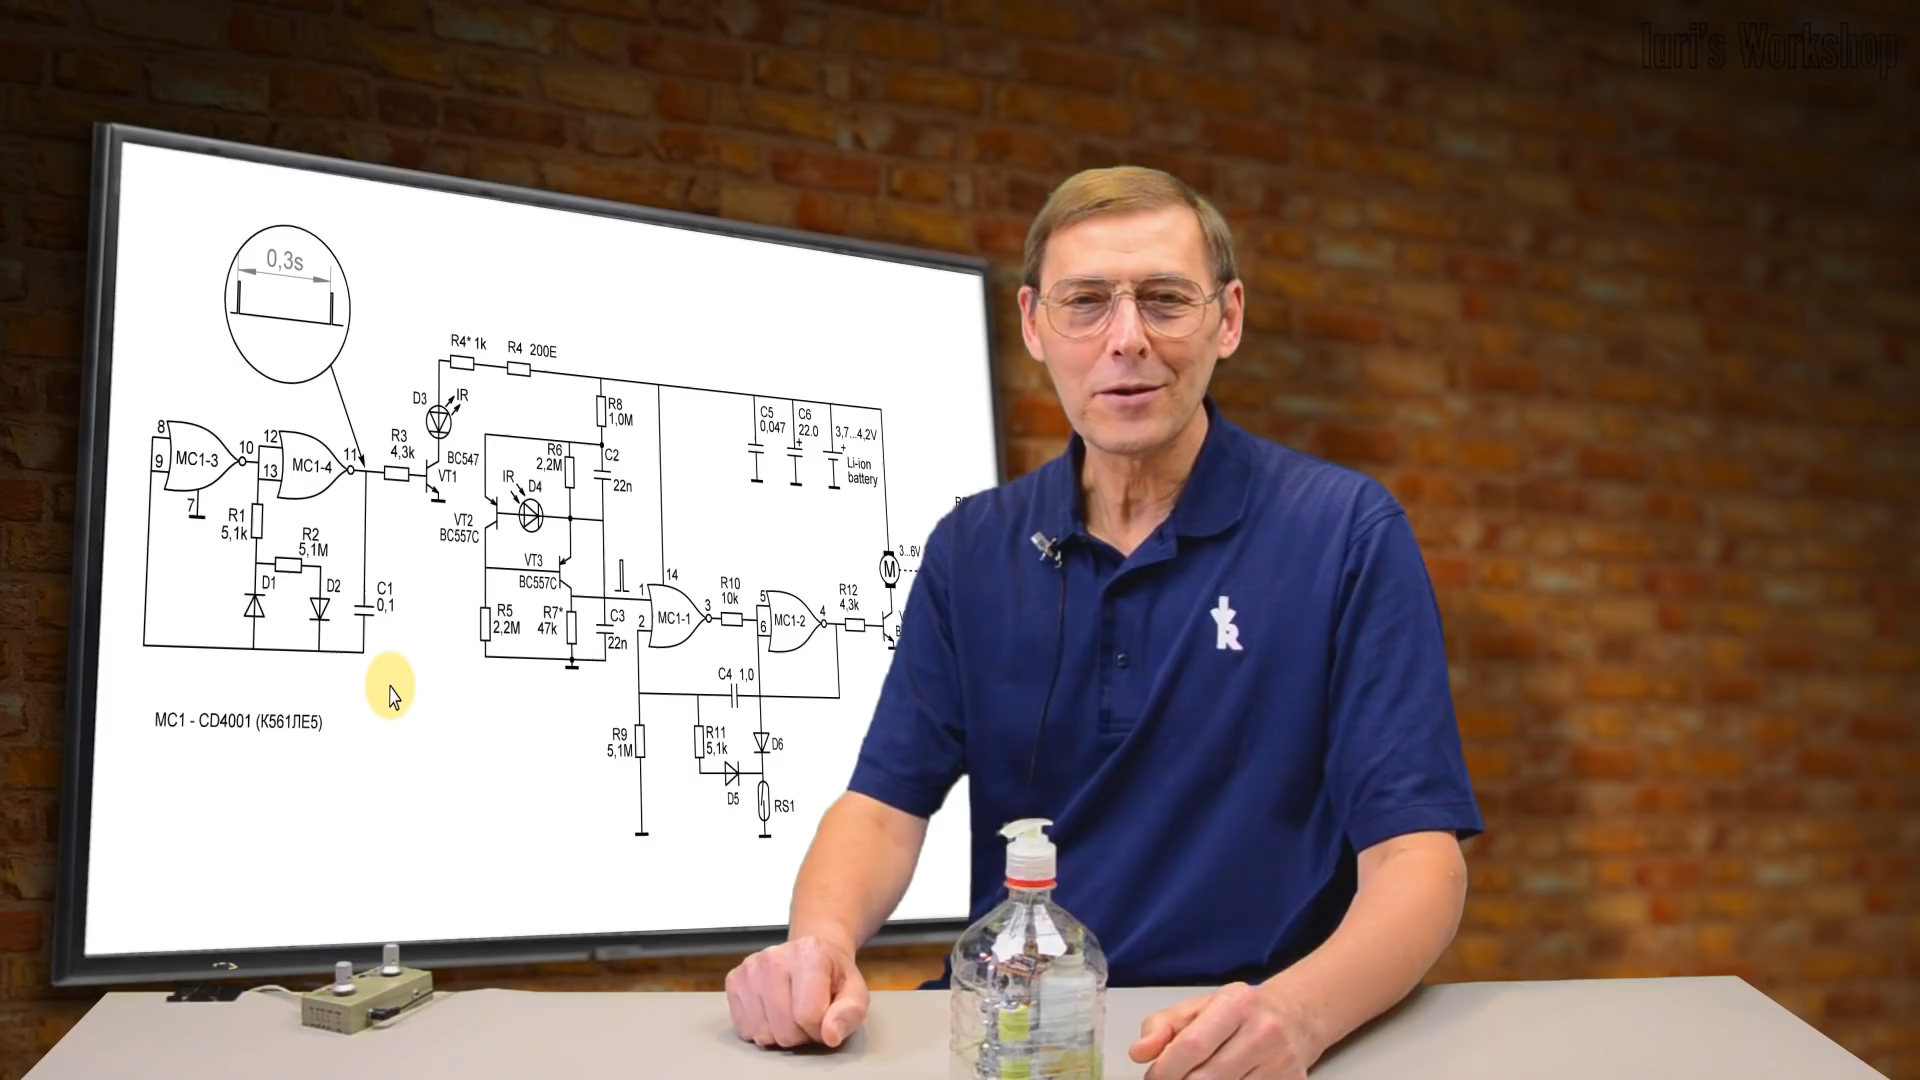 Iuri's Workshop
0,3s
R4* 1k
R4 200E
D3
IR
R8
1,0M
C5
0,047
C6
22.0
+
3,7...4,2V
+
Li-ion
battery
8
9
MC1-3
10
12
13
MC1-4
11
R3
4,3k
BC547
VT1
R6
2,2M
C2
22n
IR
D4
7
R1
5,1k
R2
5,1M
VT2
BC557C
VT3
BC557C
D1
D2
C1
0,1
R5
2,2M
R7*
47k
C3
22n
1
2
14
MC1-1
3
R10
10k
5
6
MC1-2
4
R12
4,3k
M
3...6V
C4 1,0
MC1 - CD4001 (К561ЛЕ5)
R9
5,1M
R11
5,1k
D6
D5
RS1